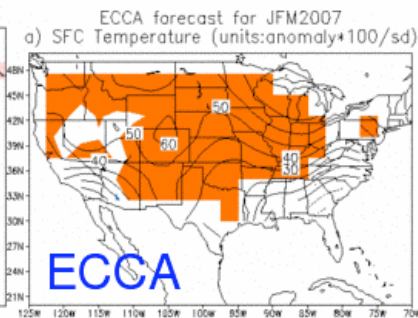 ECCA forecast for JFM2007
a) SFC Temperature (units:anomaly*100/sd)
48N
45N
42N
39N
36N
33N
30N
27N
24N
21N
50
50
60
40
40
30
ECCA
125W 120W 115W 110W 105W 100W 95W 90W 85W 80W 75W 70